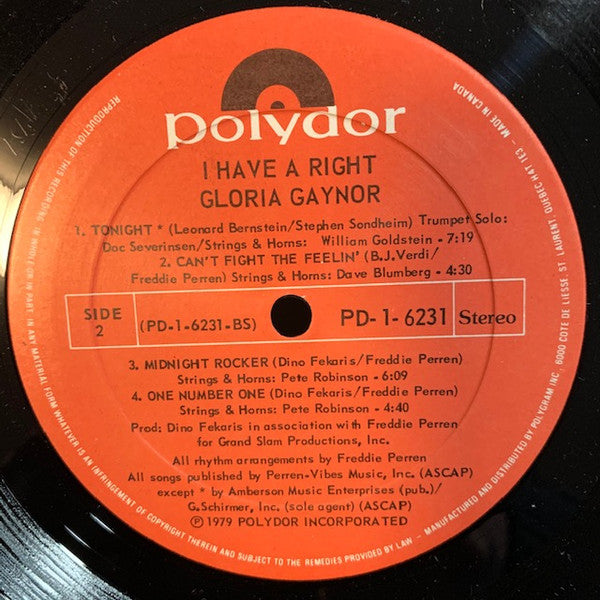 polydor
I HAVE A RIGHT
GLORIA GAYNOR
1. TONIGHT * (Leonard Bernstein/Stephen Sondheim) Trumpet Solo:
Doc Severinsen/Strings & Horns: William Goldstein - 7:19
2. CAN'T FIGHT THE FEELIN' (B.J.Verdi/
Freddie Perren) Strings & Horns: Dave Blumberg - 4:30
SIDE
2
(PD-1-6231-BS)
PD-1-6231
Stereo
3. MIDNIGHT ROCKER (Dino Fekaris/Freddie Perren)
Strings & Horns: Pete Robinson - 6:09
4. ONE NUMBER ONE (Dino Fekaris/Freddie Perren)
Strings & Horns: Pete Robinson - 4:40
Prod; Dino Fekaris in association with Freddie Perren
for Grand Slam Productions, Inc.
All rhythm arrangements by Freddie Perren
All songs published by Perren-Vibes Music, Inc. (ASCAP)
except * by Amberson Music Enterprises (pub.)/
G.Schirmer, Inc. (sole agent) (ASCAP)
℗ 1979 POLYDOR INCORPORATED
REPRODUCTION OF THIS RECORDING, IN WHOLE OR IN PART, IN ANY MATERIAL FORM WHATEVER IS AN INFRINGEMENT OF COPYRIGHT THEREIN AND SUBJECT TO THE REMEDIES PROVIDED BY LAW – MANUFACTURED AND DISTRIBUTED BY POLYGRAM INC., 6000 COTE DE LIESSE, ST. LAURENT, QUEBEC H4T 1E3 – MADE IN CANADA